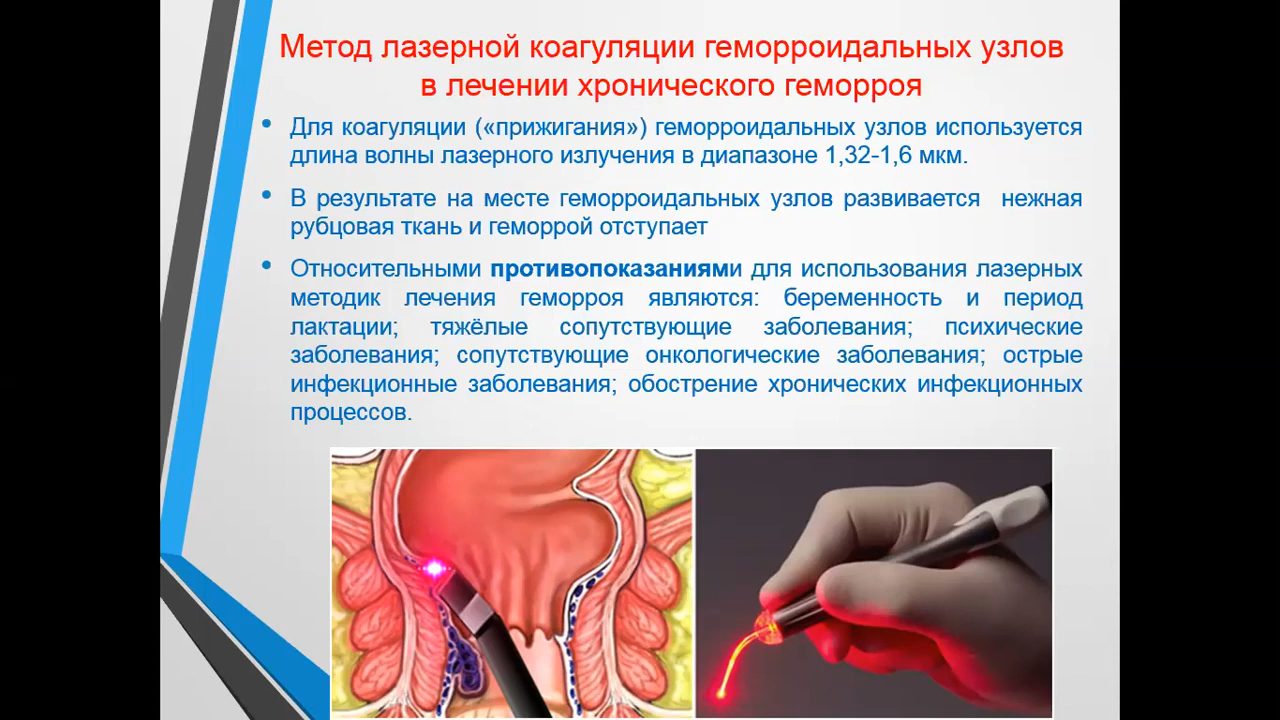 Метод лазерной коагуляции геморроидальных узлов
в лечении хронического геморроя
• Для коагуляции («прижигания») геморроидальных узлов используется
длина волны лазерного излучения в диапазоне 1,32-1,6 мкм.
• В результате на месте геморроидальных узлов развивается нежная
рубцовая ткань и геморрой отступает
• Относительными противопоказаниями для использования лазерных
методик лечения геморроя являются: беременность и период
лактации; тяжёлые сопутствующие заболевания; психические
заболевания; сопутствующие онкологические заболевания; острые
инфекционные заболевания; обострение хронических инфекционных
процессов.